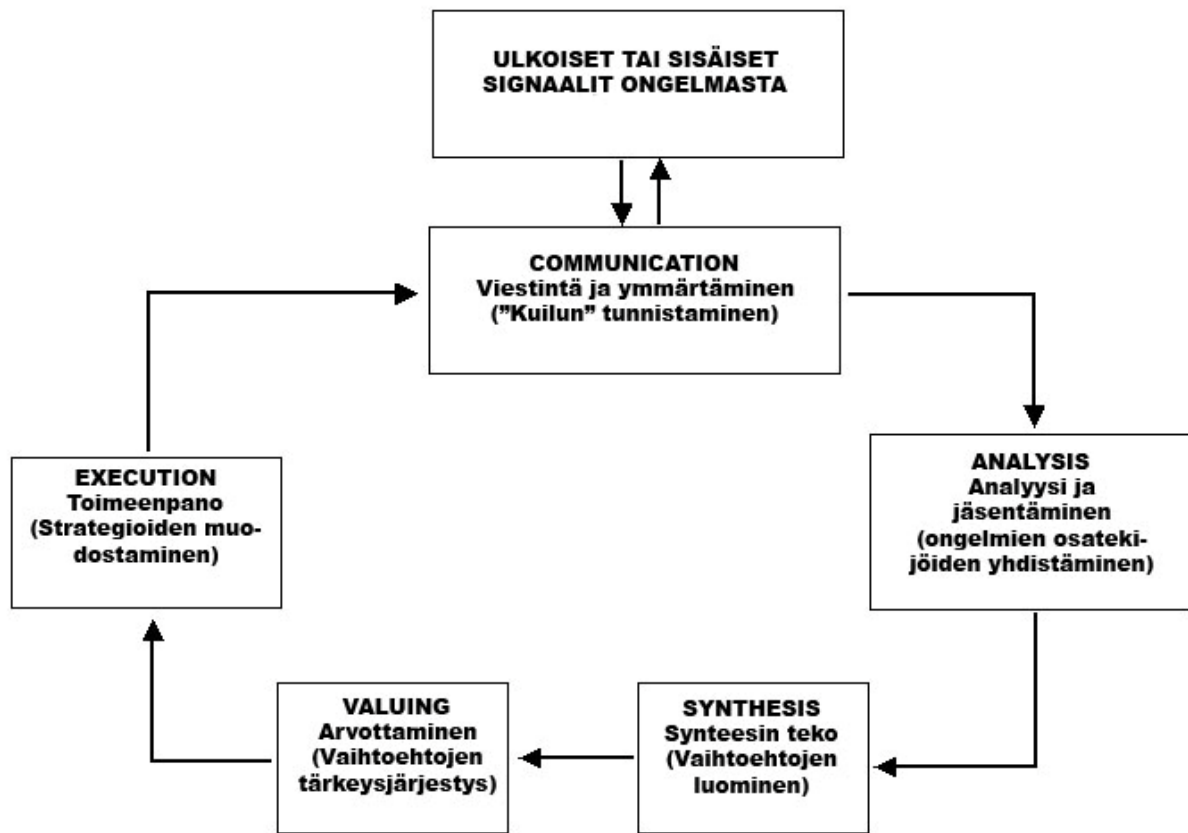 ULKOISET TAI SISÄISET
SIGNAALIT ONGELMASTA
COMMUNICATION
Viestintä ja ymmärtäminen
("Kuilun" tunnistaminen)
ANALYSIS
Analyysi ja
jäsentäminen
(ongelmien osateki-
jöiden yhdistäminen)
SYNTHESIS
Synteesin teko
(Vaihtoehtojen
luominen)
VALUING
Arvottaminen
(Vaihtoehtojen
tärkeysjärjestys)
EXECUTION
Toimeenpano
(Strategioiden muo-
dostaminen)